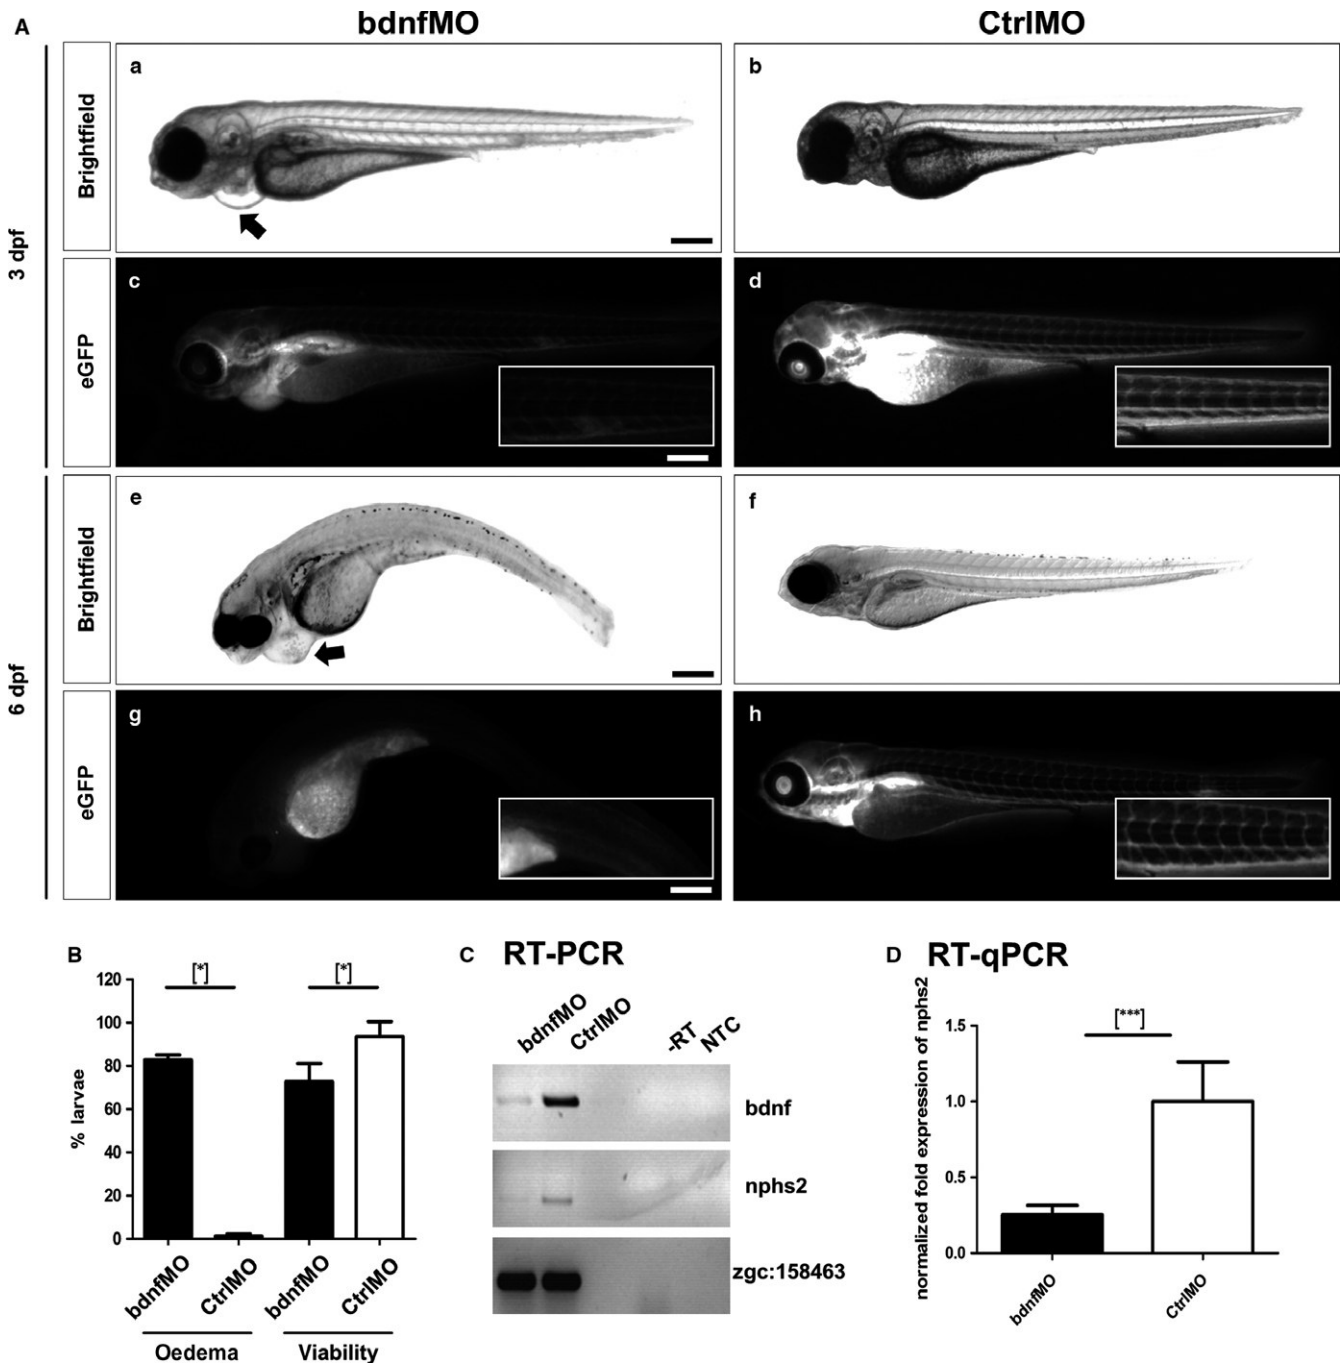 A
bdnfMO
CtrlMO
3 dpf
Brightfield
a
b
eGFP
c
d
6 dpf
Brightfield
e
f
eGFP
g
h
B
[*]
[*]
% larvae
120
100
80
60
40
20
0
bdnfMO
CtrlMO
bdnfMO
CtrlMO
Oedema
Viability
C RT-PCR
bdnfMO
CtrlMO
-RT
NTC
bdnf
nphs2
zgc:158463
D RT-qPCR
normalized fold expression of nphs2
[***]
1.5
1.0
0.5
0.0
bdnfMO
CtrlMO